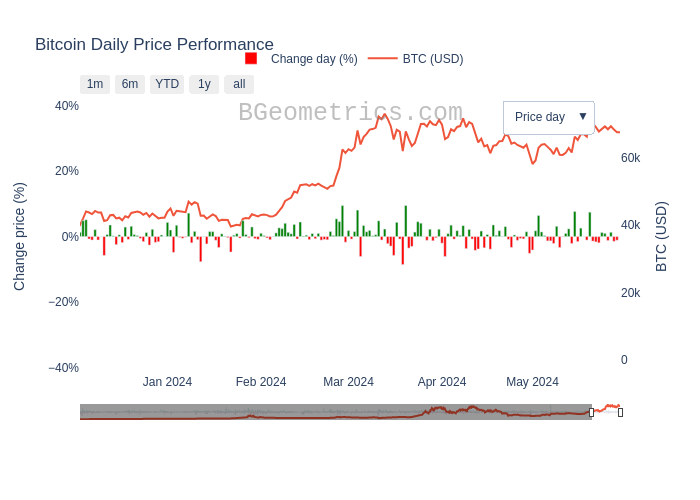 Bitcoin Daily Price Performance
Change day (%)
BTC (USD)
1m
6m
YTD
1y
all
BGeometrics.com
Price day ▼
40%
20%
0%
−20%
−40%
Change price (%)
60k
40k
20k
0
BTC (USD)
Jan 2024
Feb 2024
Mar 2024
Apr 2024
May 2024